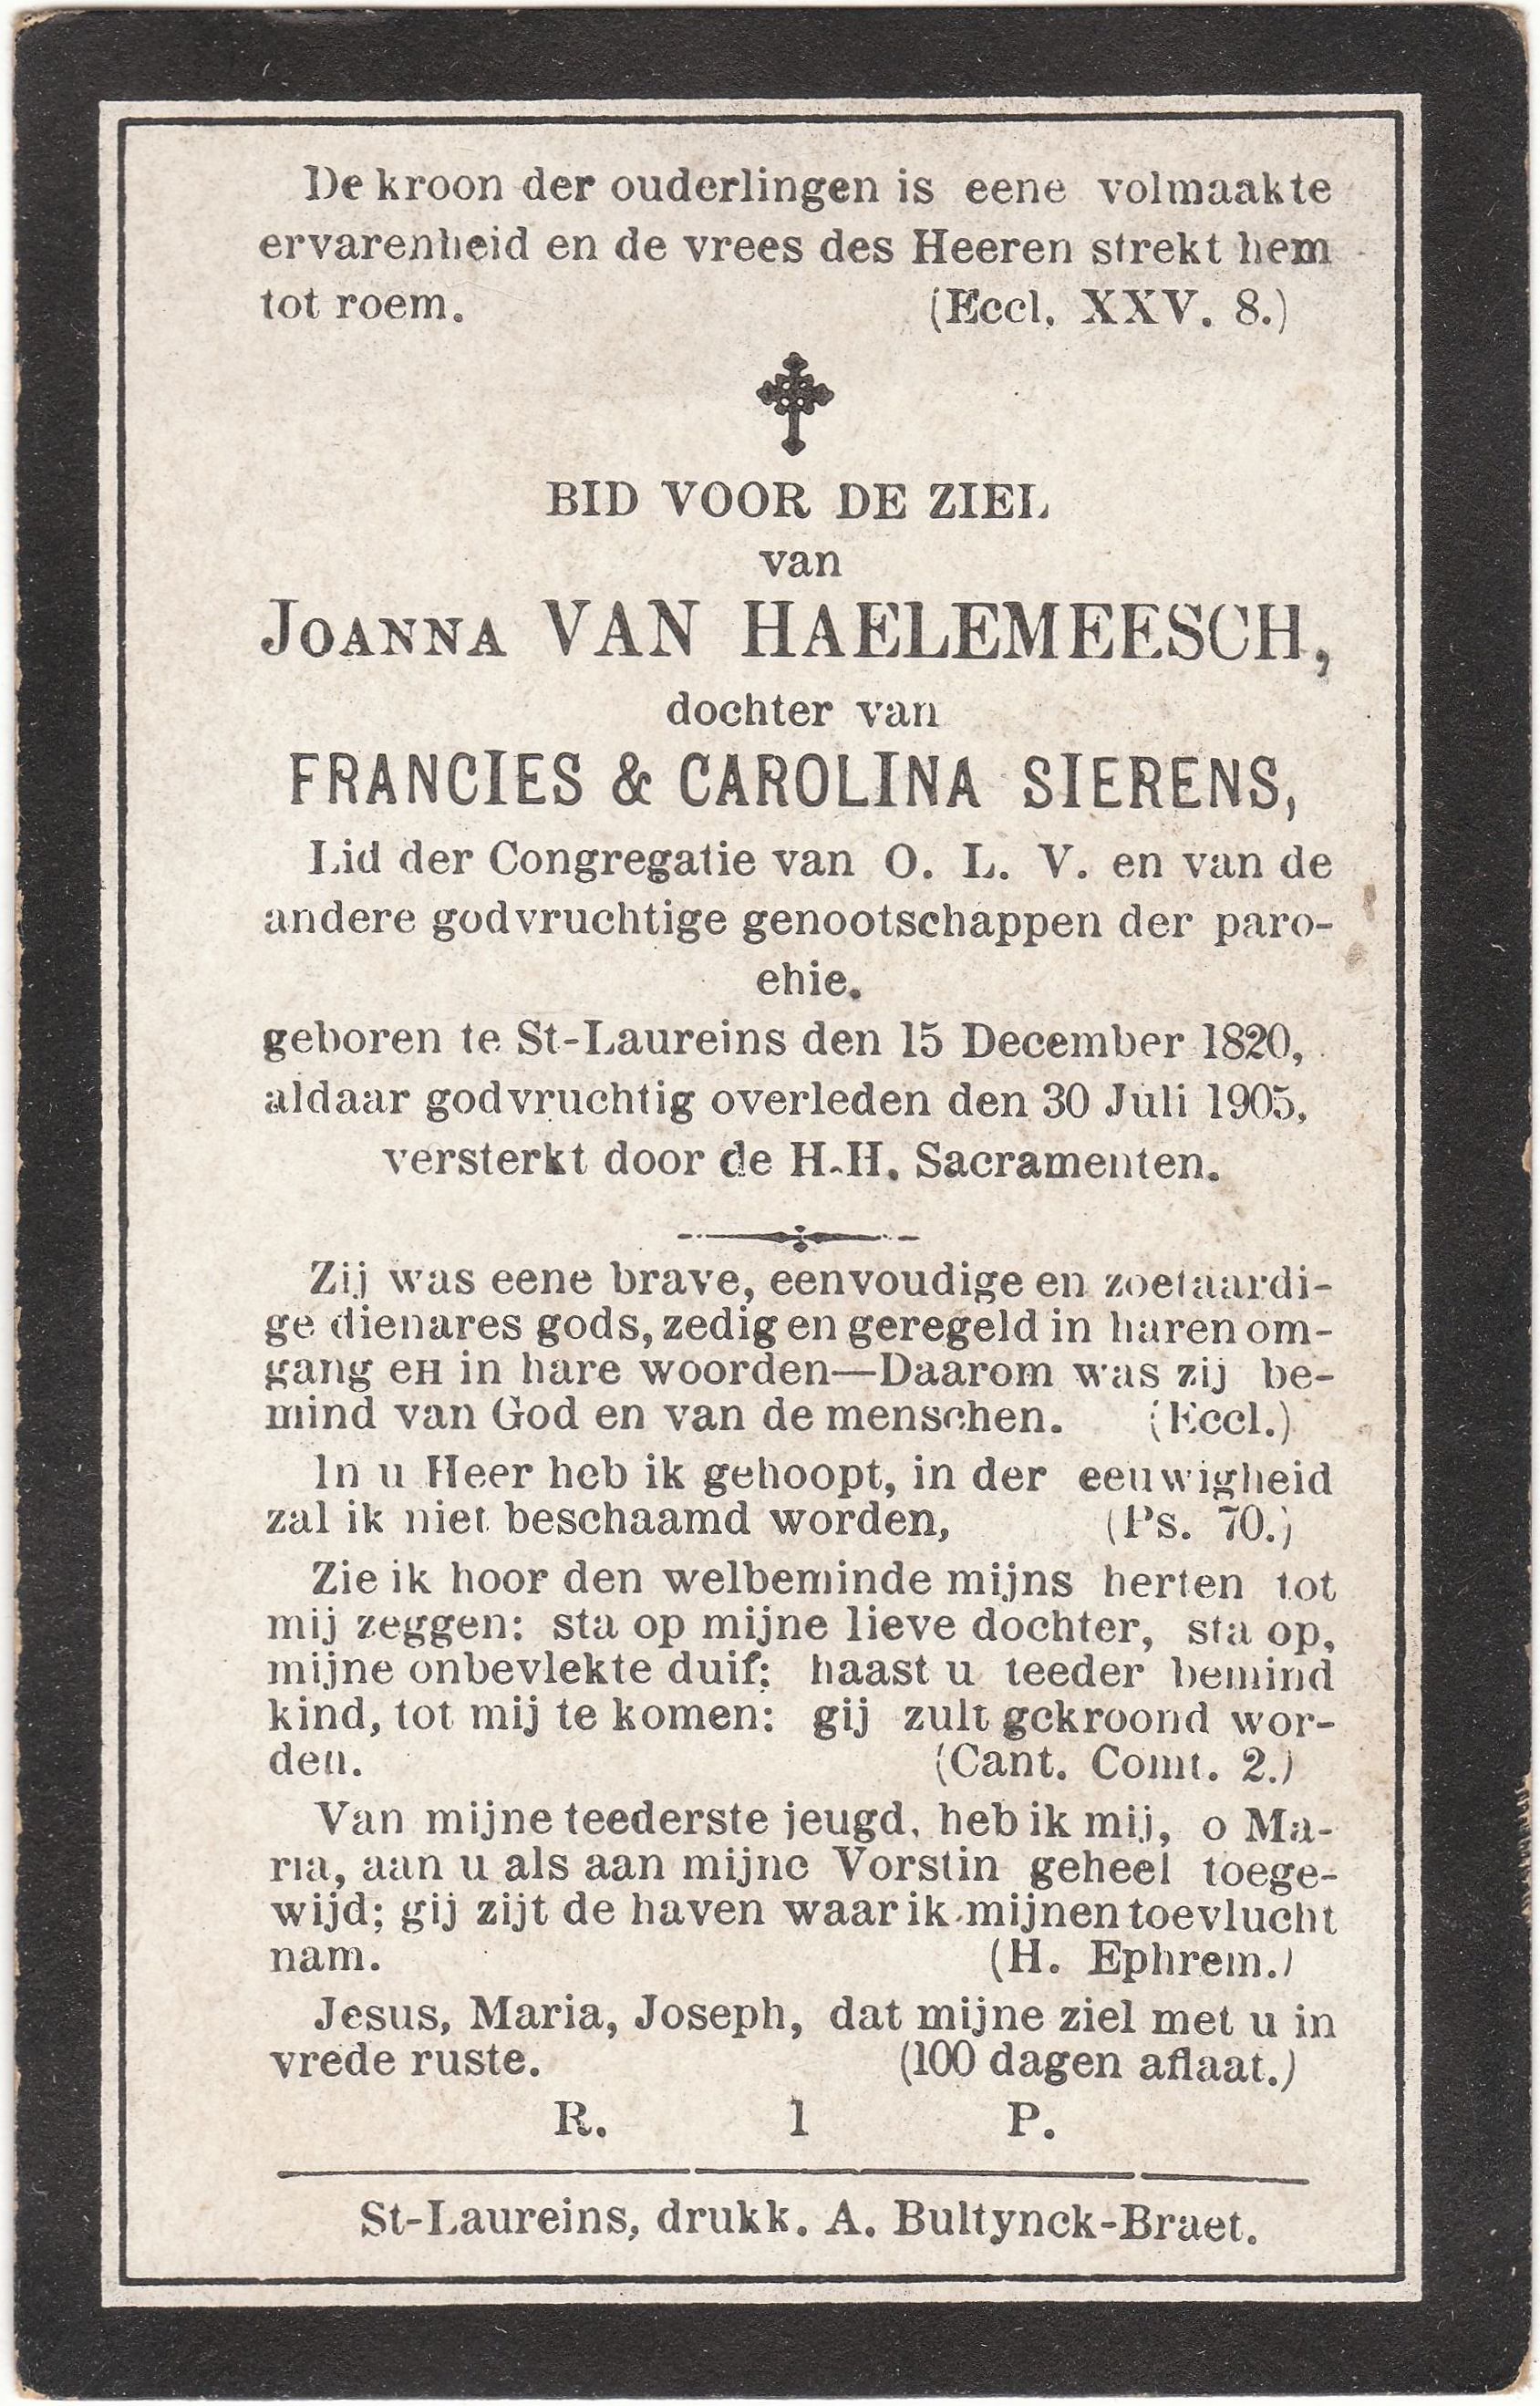 De kroon der ouderlingen is eene volmaakte
ervarenheid en de vrees des Heeren strekt hem
tot roem. (Eccl. XXV. 8.)
BID VOOR DE ZIEL
van
JOANNA VAN HAELEMEESCH,
dochter van
FRANCIES & CAROLINA SIERENS,
Lid der Congregatie van O. L. V. en van de
andere godvruchtige genootschappen der paro-
ehie.
geboren te St-Laureins den 15 December 1820,
aldaar godvruchtig overleden den 30 Juli 1905,
versterkt door de H.H. Sacramenten.
Zij was eene brave, eenvoudige en zoetaardi-
ge dienares gods, zedig en geregeld in haren om-
gang eH in hare woorden—Daarom was zij be-
mind van God en van de menschen. (Eccl.)
In u Heer heb ik gehoopt, in der eeuwigheid
zal ik niet beschaamd worden, (Ps. 70.)
Zie ik hoor den welbeminde mijns herten tot
mij zeggen: sta op mijne lieve dochter, sta op,
mijne onbevlekte duif; haast u teeder bemind
kind, tot mij te komen: gij zult gekroond wor-
den. (Cant. Comt. 2.)
Van mijne teederste jeugd, heb ik mij, o Ma-
ria, aan u als aan mijne Vorstin geheel toege-
wijd; gij zijt de haven waar ik mijnen toevlucht
nam. (H. Ephrem.)
Jesus, Maria, Joseph, dat mijne ziel met u in
vrede ruste. (100 dagen aflaat.)
R. I P.
St-Laureins, drukk. A. Bultynck-Braet.